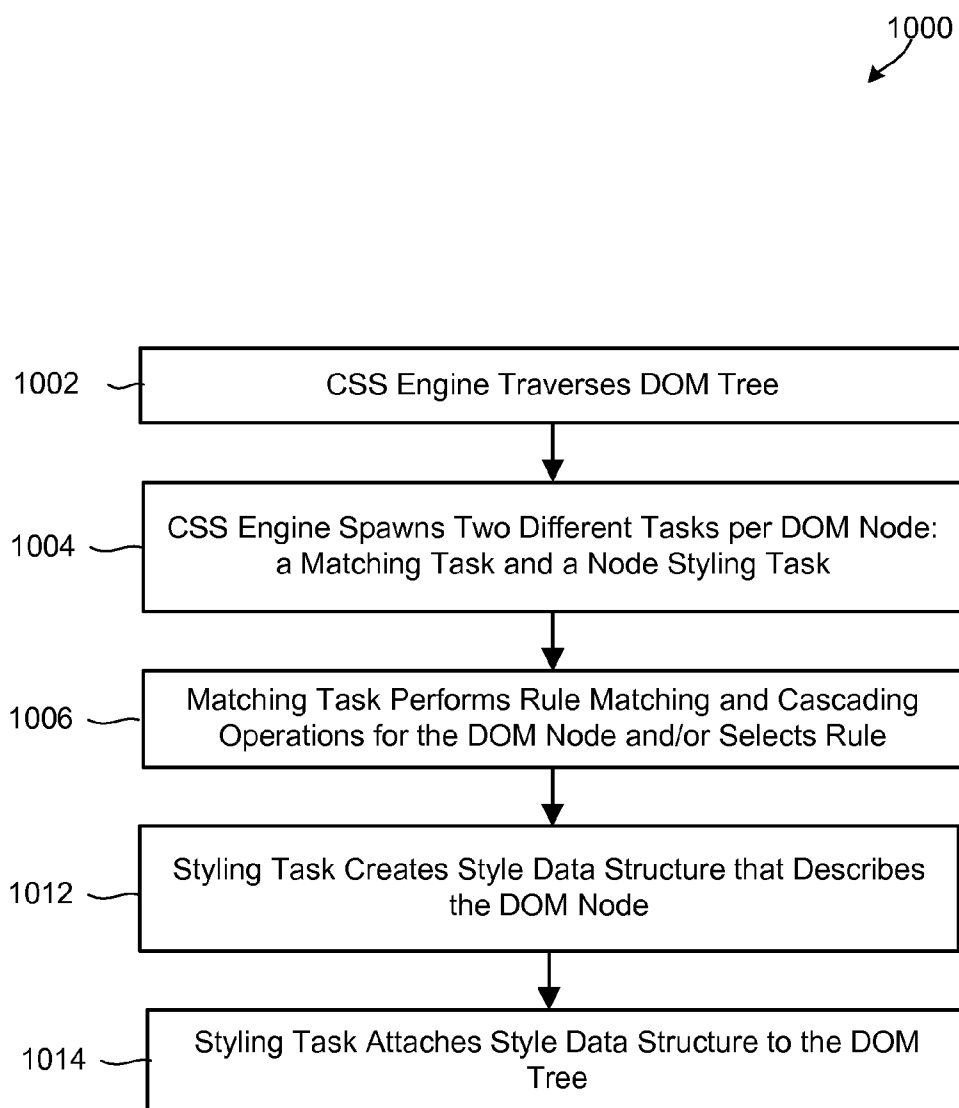 1000
1002
CSS Engine Traverses DOM Tree
1004
CSS Engine Spawns Two Different Tasks per DOM Node:
a Matching Task and a Node Styling Task
1006
Matching Task Performs Rule Matching and Cascading
Operations for the DOM Node and/or Selects Rule
1012
Styling Task Creates Style Data Structure that Describes
the DOM Node
1014
Styling Task Attaches Style Data Structure to the DOM
Tree